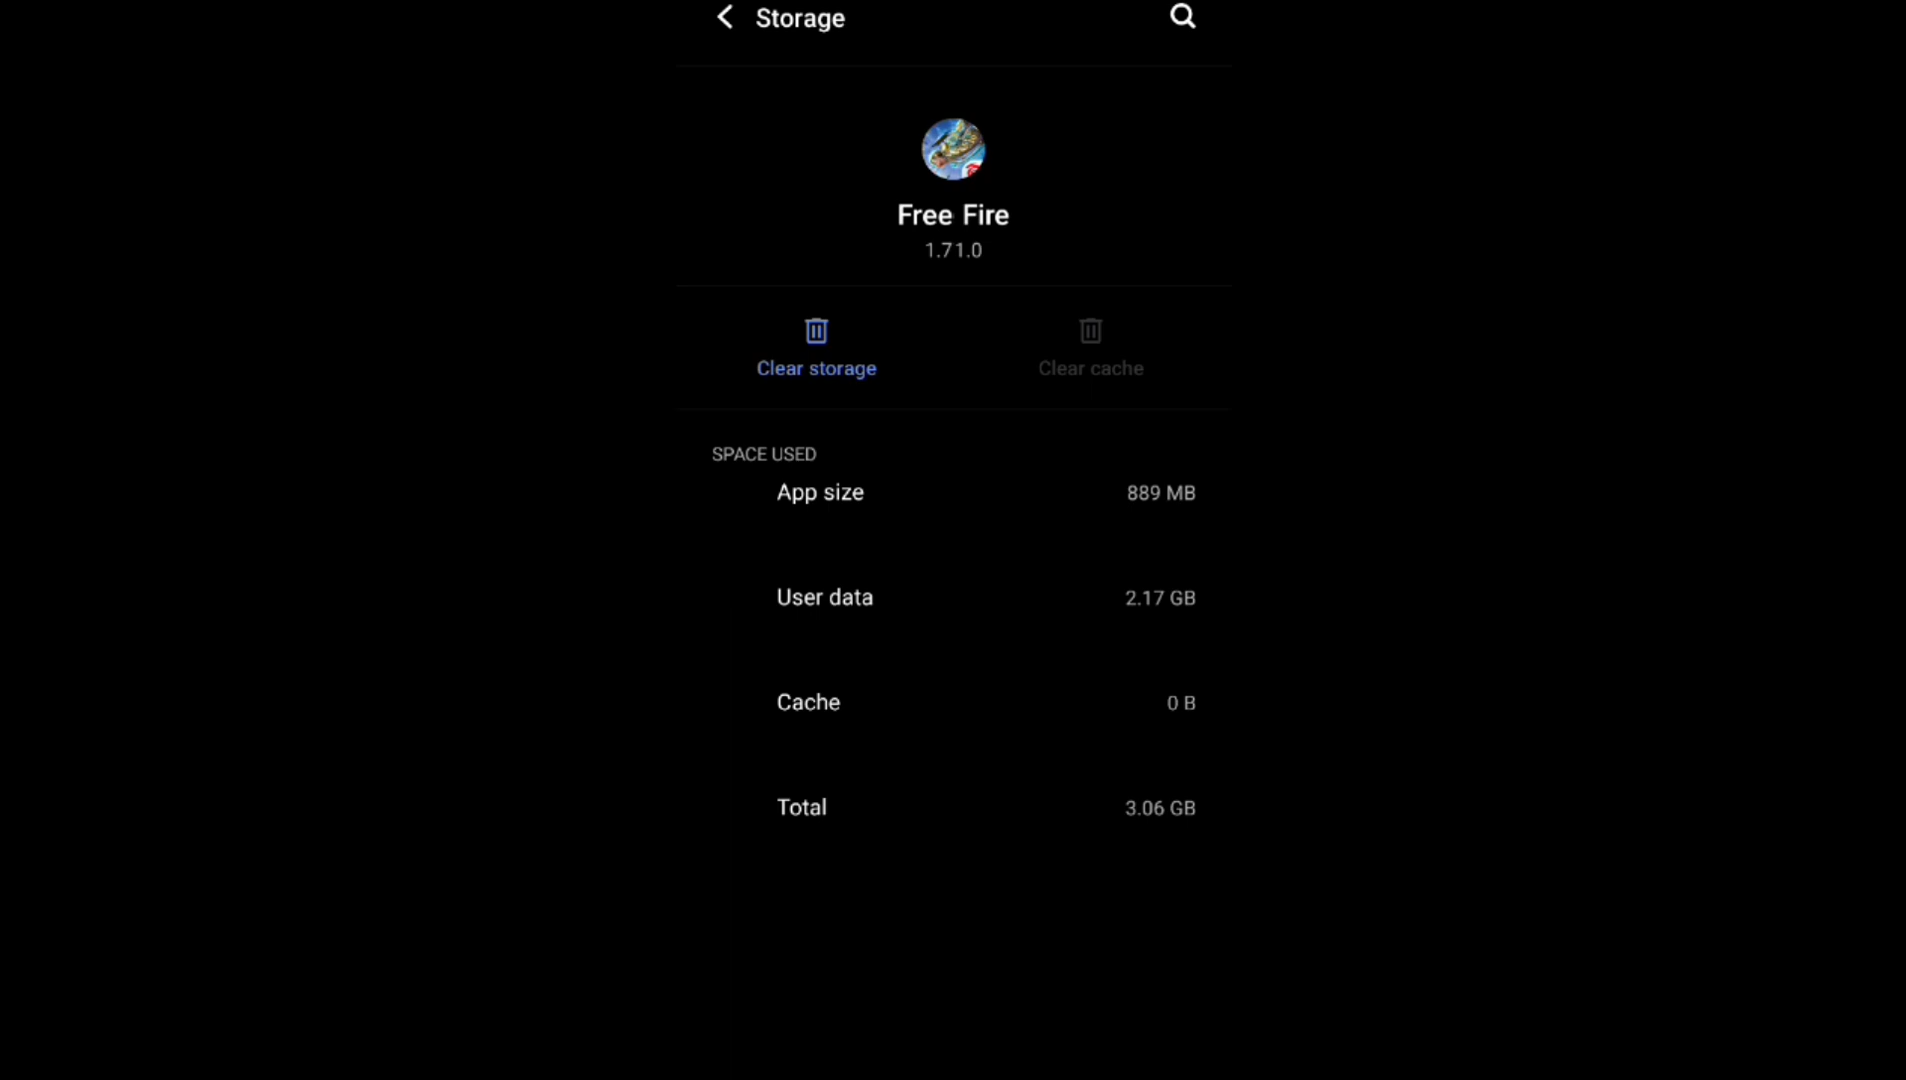 Storage
Free Fire
1.71.0
Clear storage
Clear cache
SPACE USED
App size
889 MB
User data
2.17 GB
Cache
0 B
Total
3.06 GB